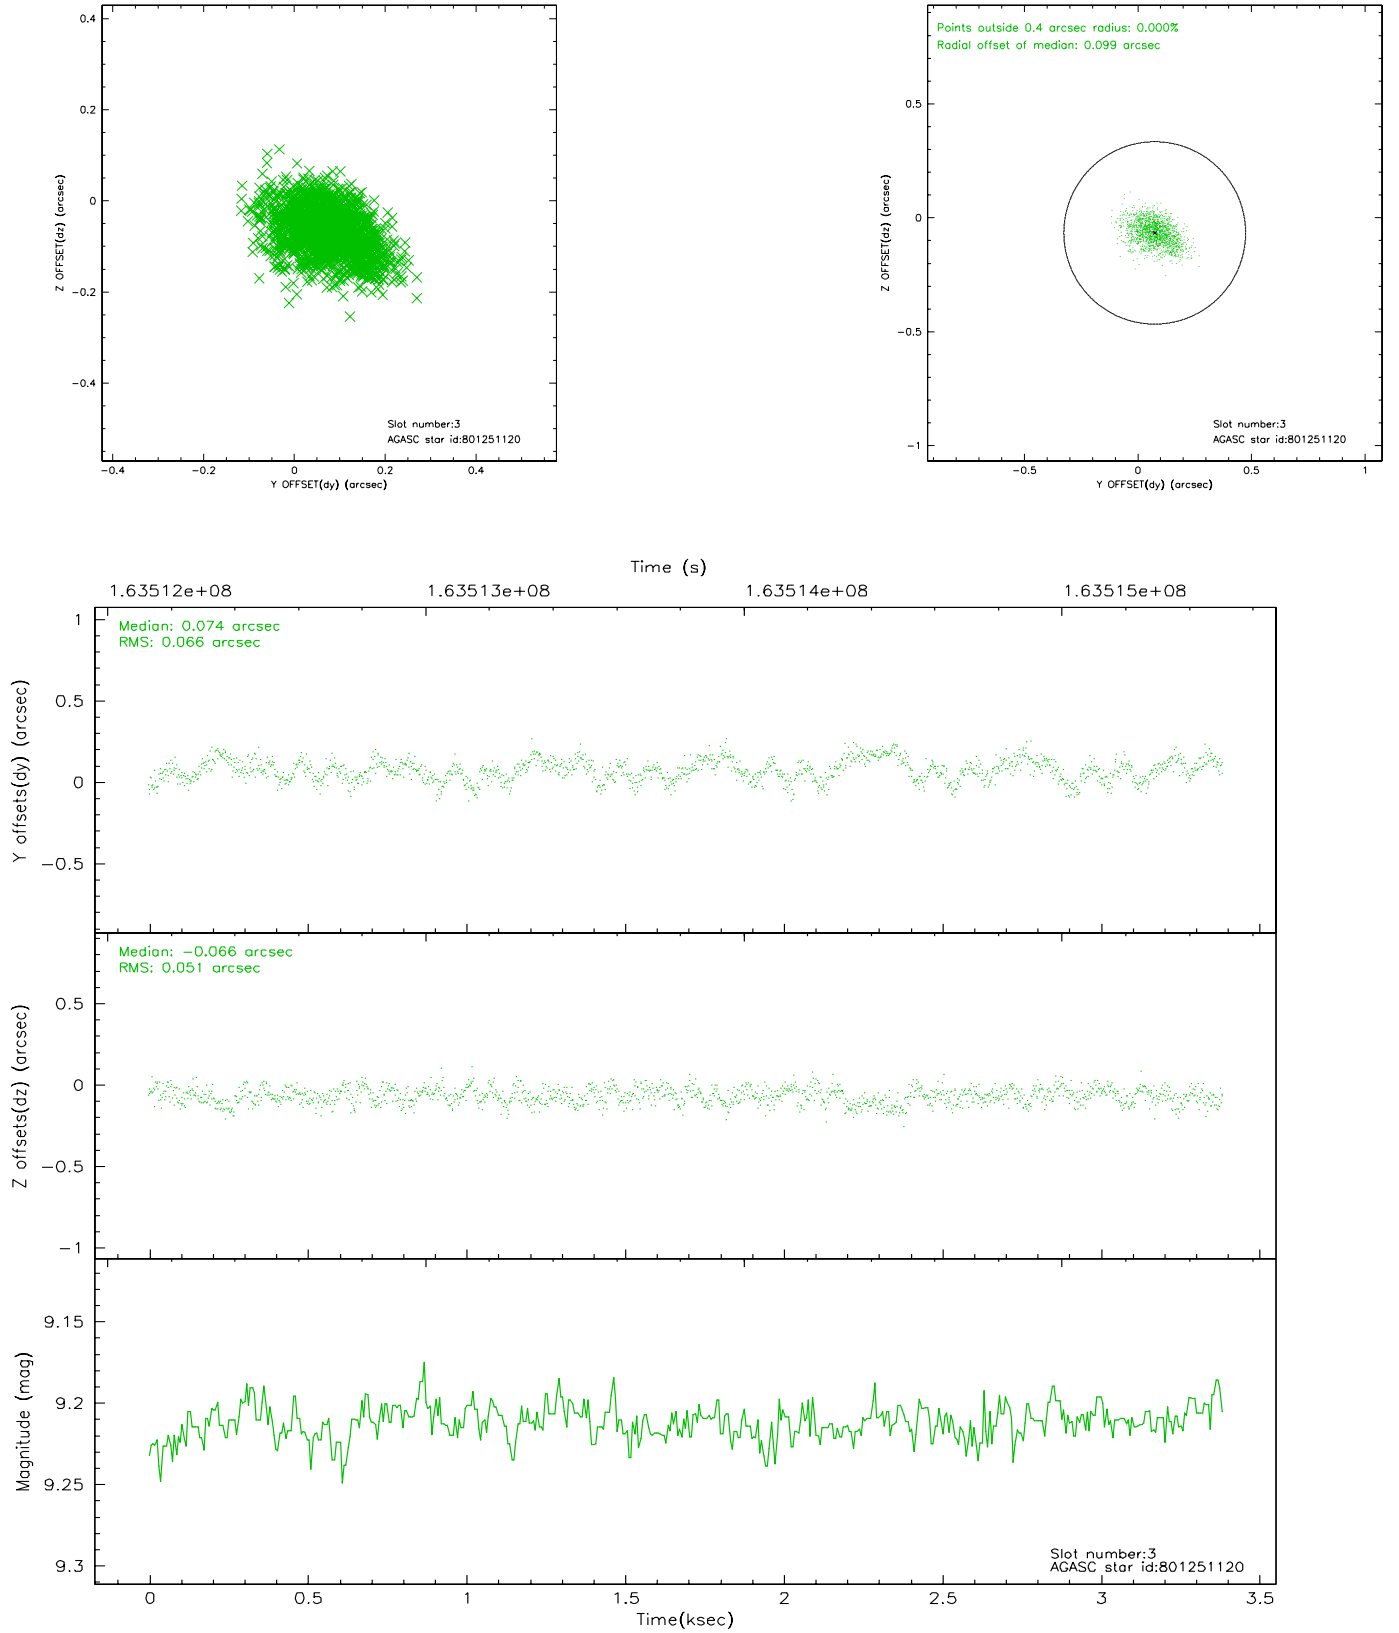 0.4
0.2
0
−0.2
−0.4
Z OFFSET(dz) (arcsec)
Slot number:3
AGASC star id:801251120
−0.4 −0.2 0 0.2 0.4
Y OFFSET(dy) (arcsec)
Points outside 0.4 arcsec radius: 0.000%
Radial offset of median: 0.099 arcsec
0.5
0
−0.5
−1
Z OFFSET(dz) (arcsec)
Slot number:3
AGASC star id:801251120
−0.5 0 0.5 1
Y OFFSET(dy) (arcsec)
Time (s)
1.63512e+08 1.63513e+08 1.63514e+08 1.63515e+08
Median: 0.074 arcsec
RMS: 0.066 arcsec
1
0.5
0
−0.5
Y offsets(dy) (arcsec)
Median: −0.066 arcsec
RMS: 0.051 arcsec
0.5
0
−0.5
−1
Z offsets(dz) (arcsec)
9.15
9.2
9.25
9.3
Magnitude (mag)
Slot number:3
AGASC star id:801251120
0 0.5 1 1.5 2 2.5 3 3.5
Time(ksec)